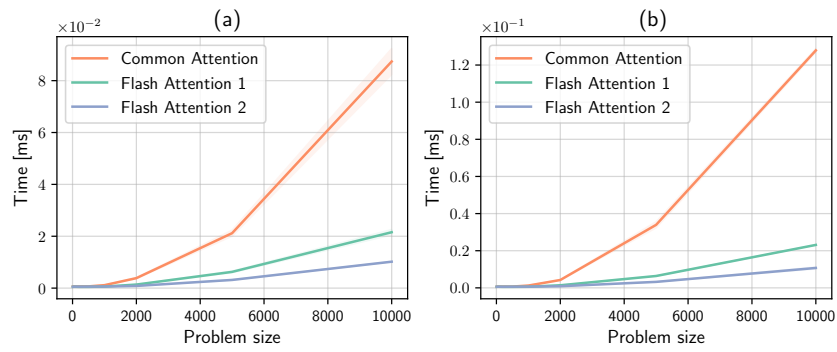 (a)
×10⁻²
8
6
4
2
0
Time [ms]
Common Attention
Flash Attention 1
Flash Attention 2
0 2000 4000 6000 8000 10000
Problem size
(b)
×10⁻¹
1.2
1.0
0.8
0.6
0.4
0.2
0.0
Time [ms]
Common Attention
Flash Attention 1
Flash Attention 2
0 2000 4000 6000 8000 10000
Problem size